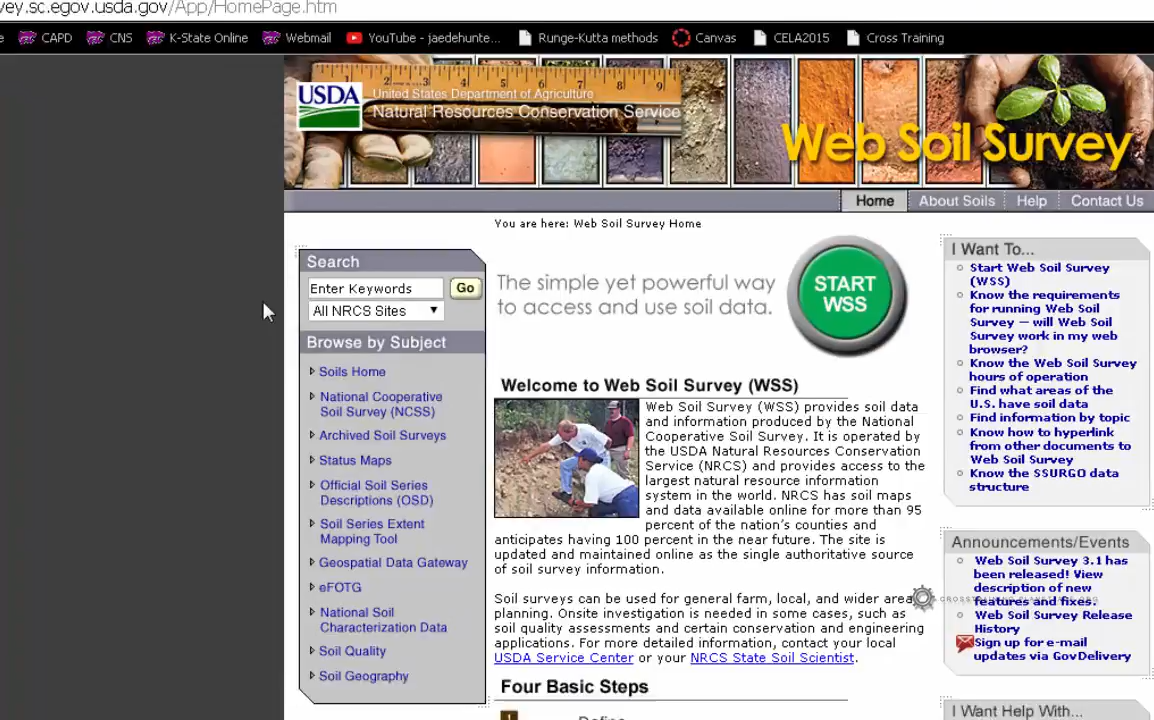 vey.sc.egov.usda.gov/App/HomePage.htm
e CAPD CNS K-State Online Webmail YouTube - jaedehunte... Runge-Kutta methods Canvas CELA2015 Cross Training
USDA
United States Department of Agriculture
Natural Resources Conservation Service
Web Soil Survey
Home About Soils Help Contact Us
You are here: Web Soil Survey Home
Search
Enter Keywords Go
All NRCS Sites
Browse by Subject
Soils Home
National Cooperative
Soil Survey (NCSS)
Archived Soil Surveys
Status Maps
Official Soil Series
Descriptions (OSD)
Soil Series Extent
Mapping Tool
Geospatial Data Gateway
eFOTG
National Soil
Characterization Data
Soil Quality
Soil Geography
The simple yet powerful way
to access and use soil data.
START
WSS
Welcome to Web Soil Survey (WSS)
Web Soil Survey (WSS) provides soil data
and information produced by the National
Cooperative Soil Survey. It is operated by
the USDA Natural Resources Conservation
Service (NRCS) and provides access to the
largest natural resource information
system in the world. NRCS has soil maps
and data available online for more than 95
percent of the nation's counties and
anticipates having 100 percent in the near future. The site is
updated and maintained online as the single authoritative source
of soil survey information.
Soil surveys can be used for general farm, local, and wider area
planning. Onsite investigation is needed in some cases, such as
soil quality assessments and certain conservation and engineering
applications. For more detailed information, contact your local
USDA Service Center or your NRCS State Soil Scientist.
Four Basic Steps
Define
I Want To...
Start Web Soil Survey
(WSS)
Know the requirements
for running Web Soil
Survey — will Web Soil
Survey work in my web
browser?
Know the Web Soil Survey
hours of operation
Find what areas of the
U.S. have soil data
Find information by topic
Know how to hyperlink
from other documents to
Web Soil Survey
Know the SSURGO data
structure
Announcements/Events
Web Soil Survey 3.1 has
been released! View
description of new
features and fixes.
Web Soil Survey Release
History
Sign up for e-mail
updates via GovDelivery
I Want Help With...